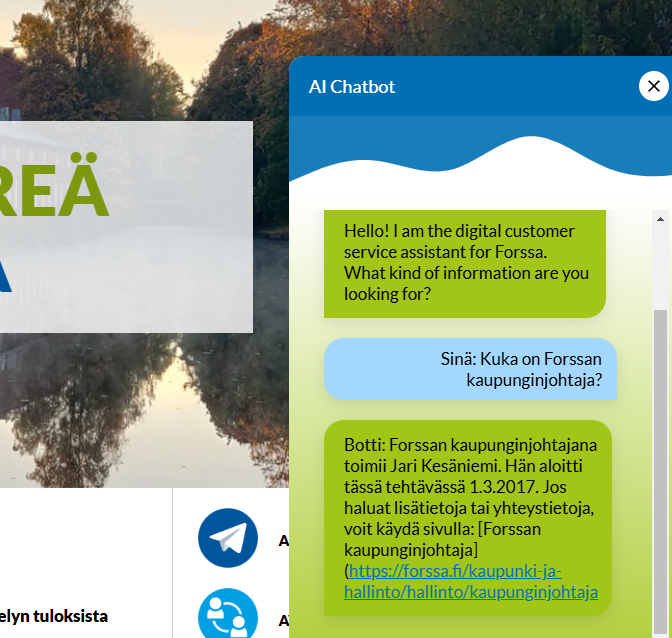 AI Chatbot
REÄ
A
Hello! I am the digital customer
service assistant for Forssa.
What kind of information are you
looking for?
Sinä: Kuka on Forssan
kaupunginjohtaja?
Botti: Forssan kaupunginjohtajana
toimii Jari Kesäniemi. Hän aloitti
tässä tehtävässä 1.3.2017. Jos
haluat lisätietoja tai yhteystietoja,
voit käydä sivulla: [Forssan
kaupunginjohtaja]
(https://forssa.fi/kaupunki-ja-
hallinto/hallinto/kaupunginjohtaja
A
elyn tuloksista